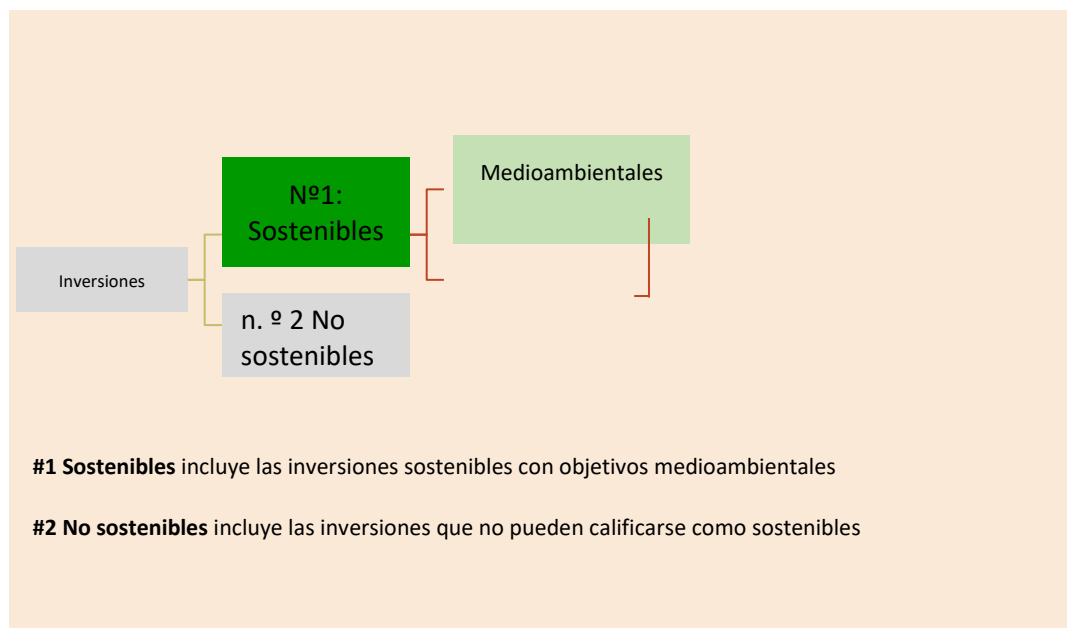 Medioambientales
Nº1:
Sostenibles
Inversiones
n. º 2 No
sostenibles
#1 Sostenibles incluye las inversiones sostenibles con objetivos medioambientales
#2 No sostenibles incluye las inversiones que no pueden calificarse como sostenibles